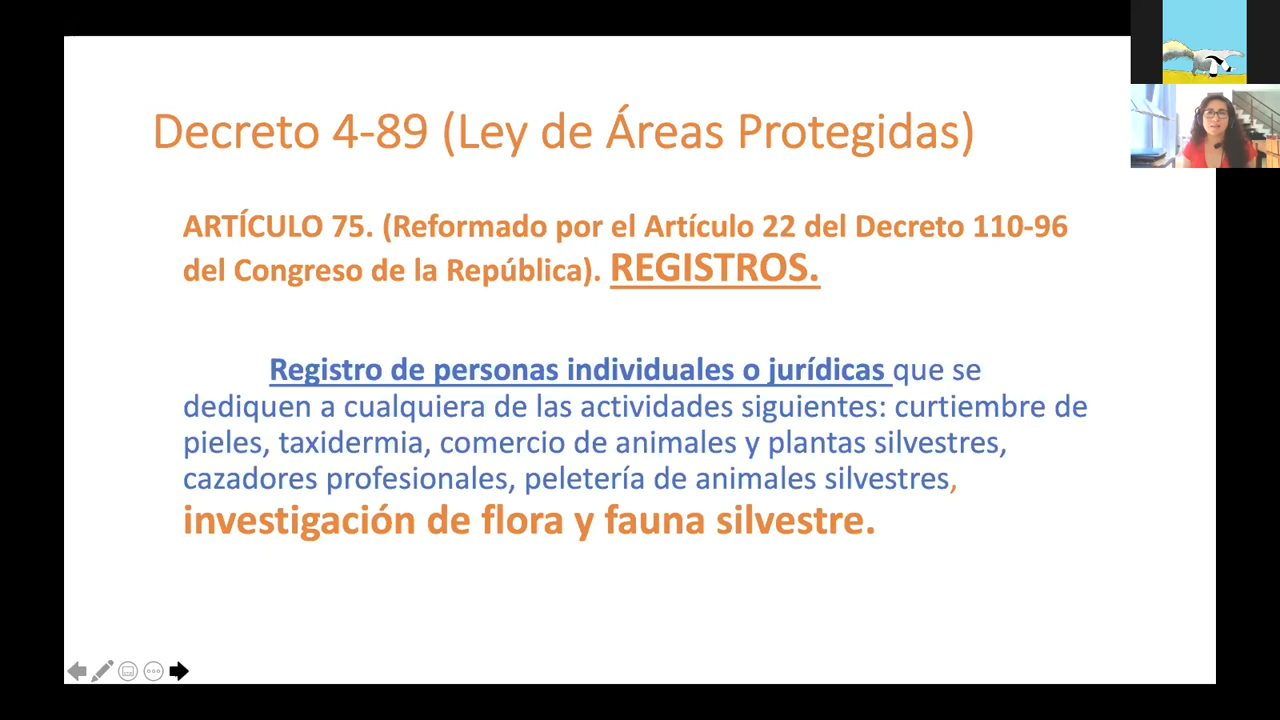 Decreto 4-89 (Ley de Áreas Protegidas)
ARTÍCULO 75. (Reformado por el Artículo 22 del Decreto 110-96
del Congreso de la República). REGISTROS.
Registro de personas individuales o jurídicas que se
dediquen a cualquiera de las actividades siguientes: curtiembre de
pieles, taxidermia, comercio de animales y plantas silvestres,
cazadores profesionales, peletería de animales silvestres,
investigación de flora y fauna silvestre.